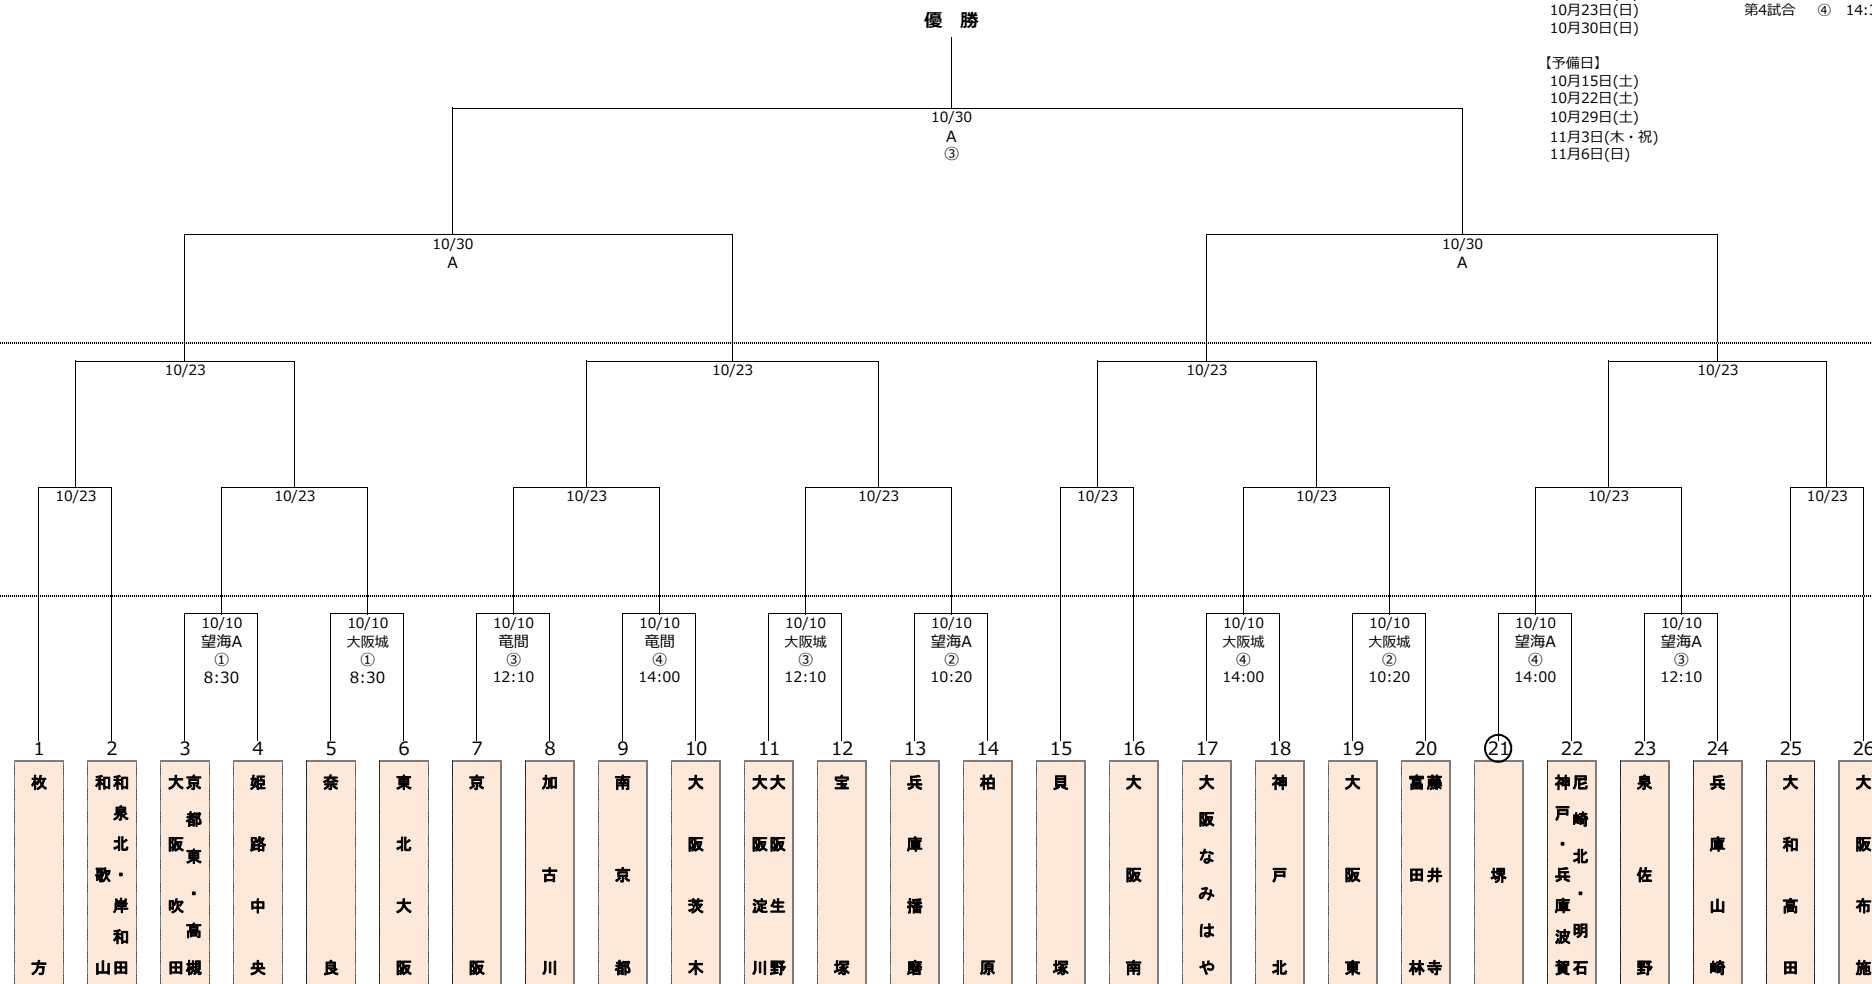 優 勝
10月23日(日)
第4試合 ④ 14:3
10月30日(日)
【予備日】
10月15日(土)
10月22日(土)
10月29日(土)
11月3日(木・祝)
11月6日(日)
10/30
A
③
10/30
A
10/30
A
10/23
10/23
10/23
10/23
10/23
10/23
10/23
10/23
10/23
10/23
10/23
10/23
10/10
望海A
①
8:30
10/10
大阪城
①
8:30
10/10
竜間
③
12:10
10/10
竜間
④
14:00
10/10
大阪城
③
12:10
10/10
望海A
②
10:20
10/10
大阪城
④
14:00
10/10
大阪城
②
10:20
10/10
望海A
④
14:00
10/10
望海A
③
12:10
1
枚方
2
和泉北・岸和田
和歌山
3
京都東・高槻
大阪吹田
4
姫路中央
5
奈良
6
東北大阪
7
京阪
8
加古川
9
南京都
10
大阪茨木
11
大阪生野
大阪淀川
12
宝塚
13
兵庫播磨
14
柏原
15
貝塚
16
大阪南
17
大阪なみはや
18
神戸北
19
大阪東
20
藤井寺
富田林
21
堺
22
尼崎北・明石
神戸・兵庫波賀
23
泉佐野
24
兵庫山崎
25
大和高田
26
大阪布施